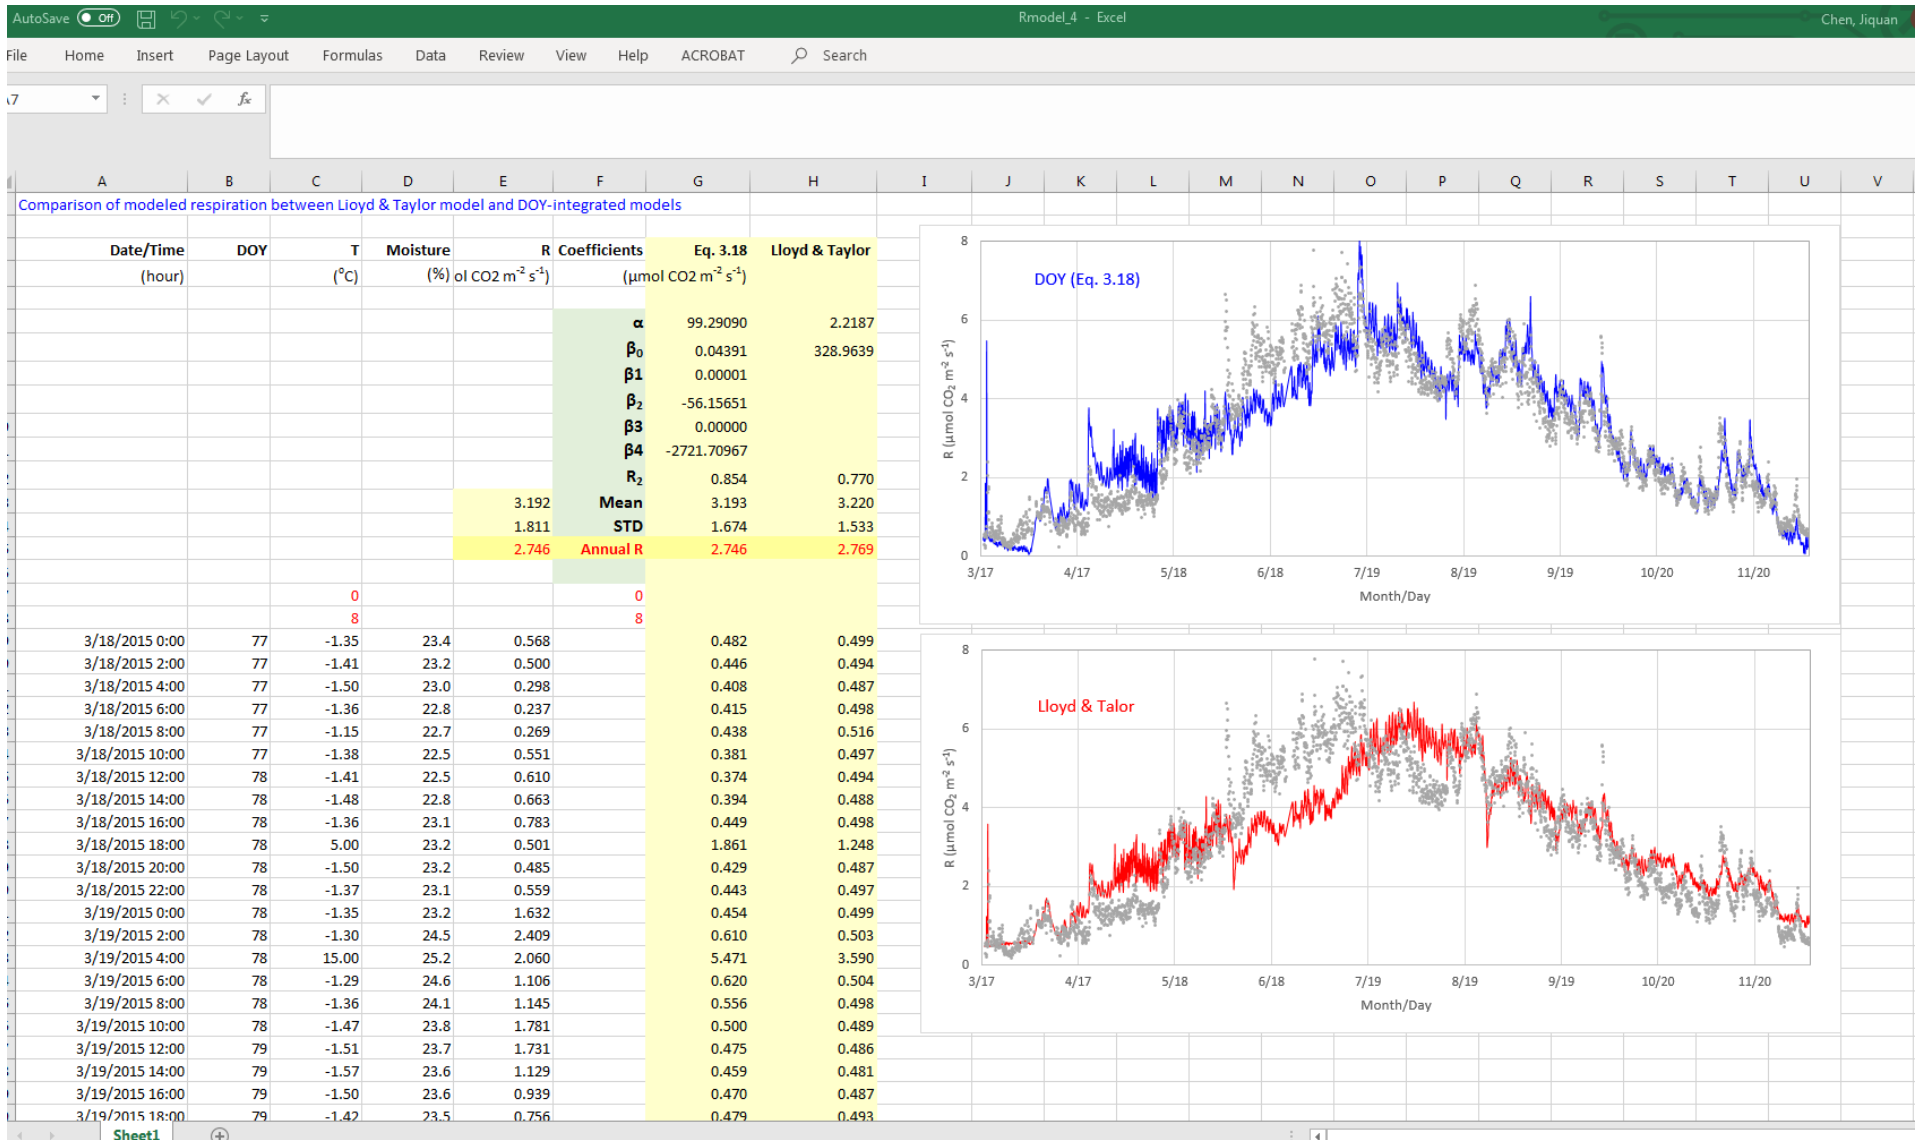 AutoSave Off Rmodel_4 - Excel Chen, Jiquan
File Home Insert Page Layout Formulas Data Review View Help ACROBAT Search
A7 fx
A B C D E F G H I J K L M N O P Q R S T U V
Comparison of modeled respiration between Lioyd & Taylor model and DOY-integrated models
Date/Time DOY T Moisture R Coefficients Eq. 3.18 Lloyd & Taylor
(hour) (⁰C) (%) ol CO2 m⁻² s⁻¹) (µmol CO2 m⁻² s⁻¹)
α 99.29090 2.2187
β₀ 0.04391 328.9639
β1 0.00001
β₂ -56.15651
β3 0.00000
β4 -2721.70967
R₂ 0.854 0.770
3.192 Mean 3.193 3.220
1.811 STD 1.674 1.533
2.746 Annual R 2.746 2.769
0 0
8 8
3/18/2015 0:00 77 -1.35 23.4 0.568 0.482 0.499
3/18/2015 2:00 77 -1.41 23.2 0.500 0.446 0.494
3/18/2015 4:00 77 -1.50 23.0 0.298 0.408 0.487
3/18/2015 6:00 77 -1.36 22.8 0.237 0.415 0.498
3/18/2015 8:00 77 -1.15 22.7 0.269 0.438 0.516
3/18/2015 10:00 77 -1.38 22.5 0.551 0.381 0.497
3/18/2015 12:00 78 -1.41 22.5 0.610 0.374 0.494
3/18/2015 14:00 78 -1.48 22.8 0.663 0.394 0.488
3/18/2015 16:00 78 -1.36 23.1 0.783 0.449 0.498
3/18/2015 18:00 78 5.00 23.2 0.501 1.861 1.248
3/18/2015 20:00 78 -1.50 23.2 0.485 0.429 0.487
3/18/2015 22:00 78 -1.37 23.1 0.559 0.443 0.497
3/19/2015 0:00 78 -1.35 23.2 1.632 0.454 0.499
3/19/2015 2:00 78 -1.30 24.5 2.409 0.610 0.503
3/19/2015 4:00 78 15.00 25.2 2.060 5.471 3.590
3/19/2015 6:00 78 -1.29 24.6 1.106 0.620 0.504
3/19/2015 8:00 78 -1.36 24.1 1.145 0.556 0.498
3/19/2015 10:00 78 -1.47 23.8 1.781 0.500 0.489
3/19/2015 12:00 79 -1.51 23.7 1.731 0.475 0.486
3/19/2015 14:00 79 -1.57 23.6 1.129 0.459 0.481
3/19/2015 16:00 79 -1.50 23.6 0.939 0.470 0.487
3/19/2015 18:00 79 -1.42 23.5 0.756 0.479 0.493
8
DOY (Eq. 3.18)
6
R (µmol CO₂ m⁻² s⁻¹)
4
2
0
3/17 4/17 5/18 6/18 7/19 8/19 9/19 10/20 11/20
Month/Day
8
Lloyd & Talor
6
R (µmol CO₂ m⁻² s⁻¹)
4
2
0
3/17 4/17 5/18 6/18 7/19 8/19 9/19 10/20 11/20
Month/Day
Sheet1